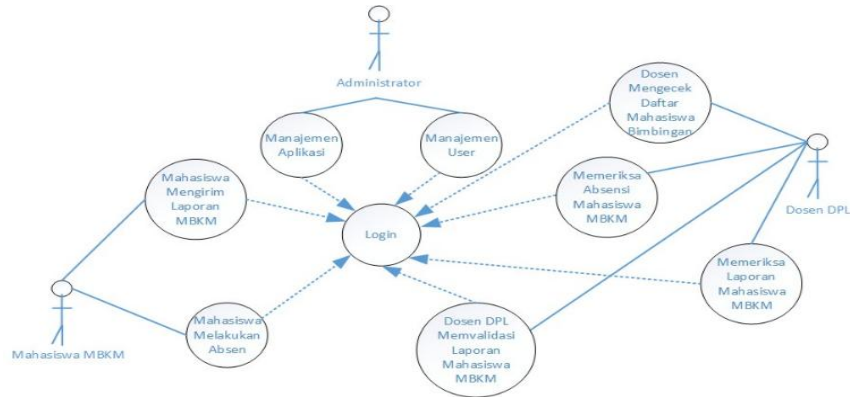 Administrator
Dosen
Mengecek
Daftar
Mahasiswa
Bimbingan
Manajemen
Aplikasi
Manajemen
User
Mahasiswa
Mengirim
Laporan
MBKM
Memeriksa
Absensi
Mahasiswa
MBKM
Dosen DPL
Login
Memeriksa
Laporan
Mahasiswa
MBKM
Mahasiswa
Melakukan
Absen
Dosen DPL
Memvalidasi
Laporan
Mahasiswa
MBKM
Mahasiswa MBKM